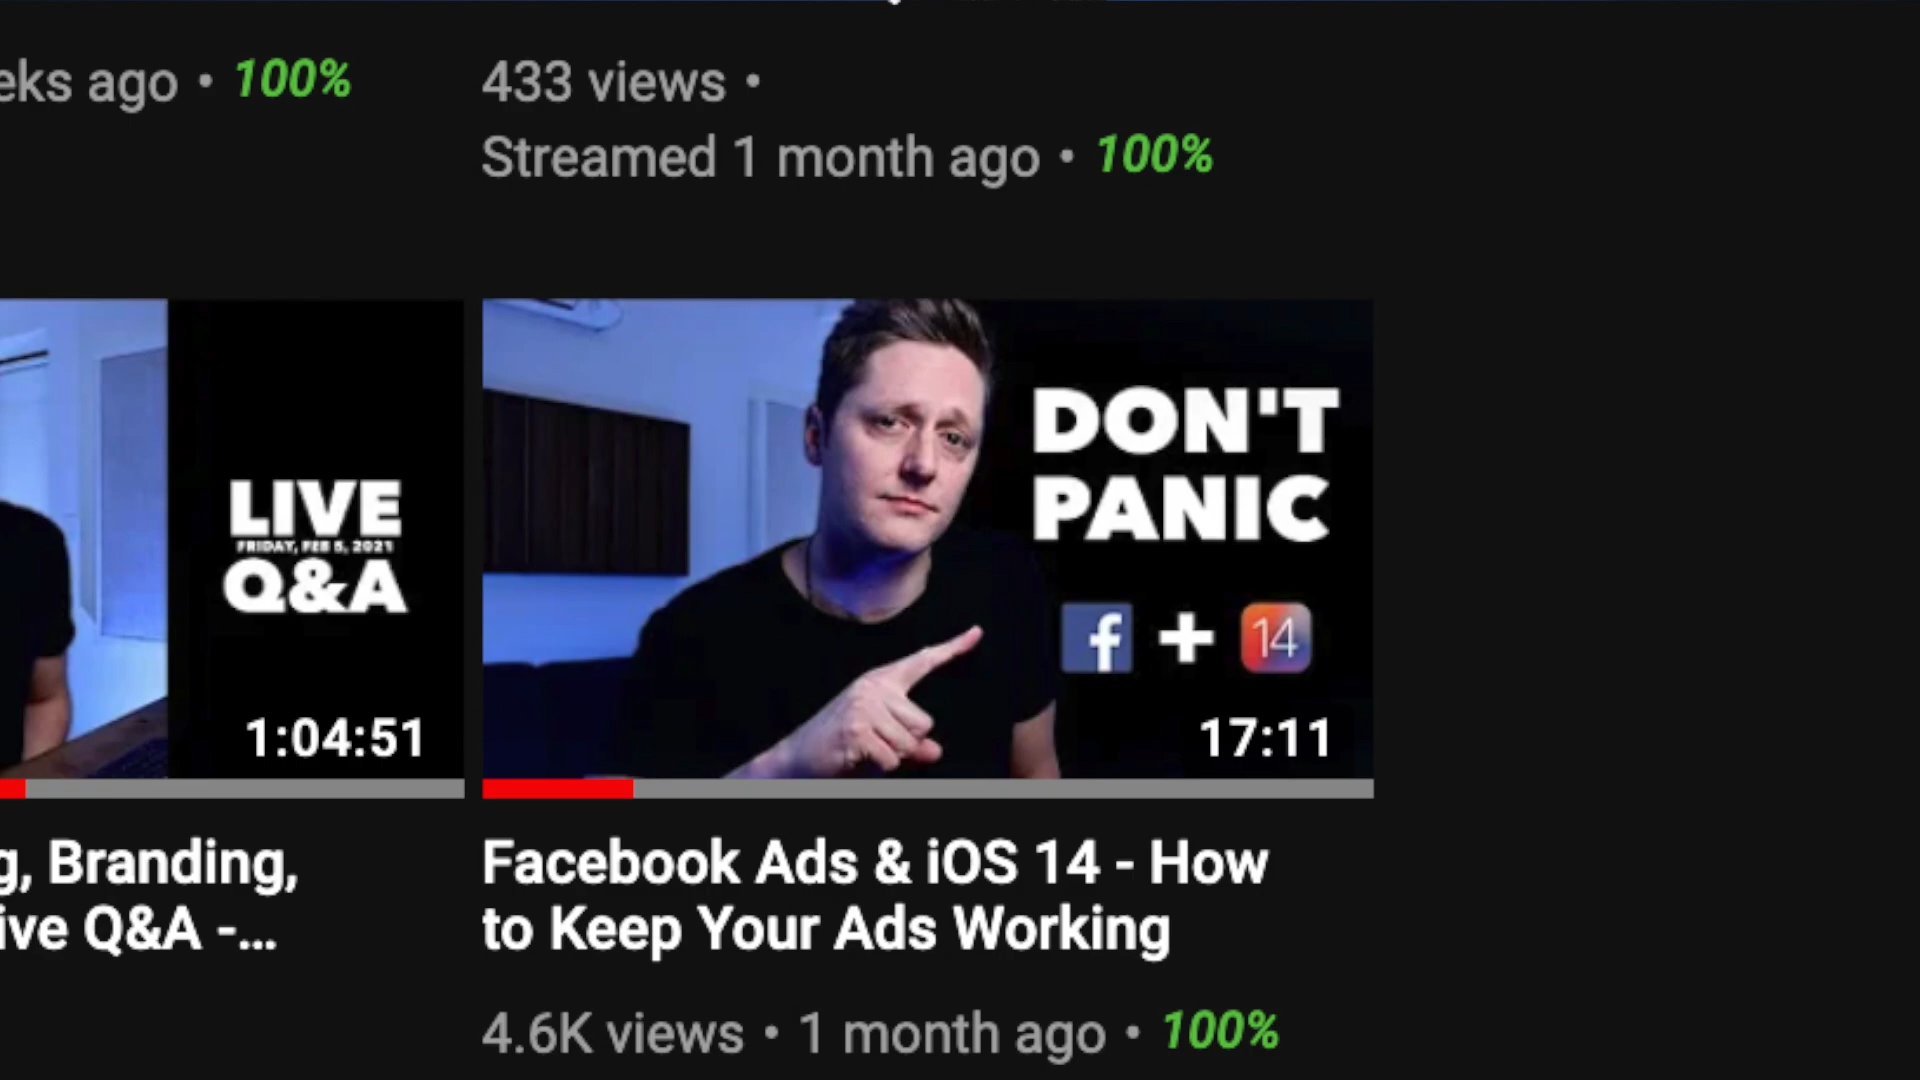 eks ago • 100%
433 views •
Streamed 1 month ago • 100%
LIVE
FRIDAY, FEB 5, 2021
Q&A
1:04:51
DON'T
PANIC
f + 14
17:11
g, Branding,
ive Q&A -...
Facebook Ads & iOS 14 - How
to Keep Your Ads Working
4.6K views • 1 month ago • 100%